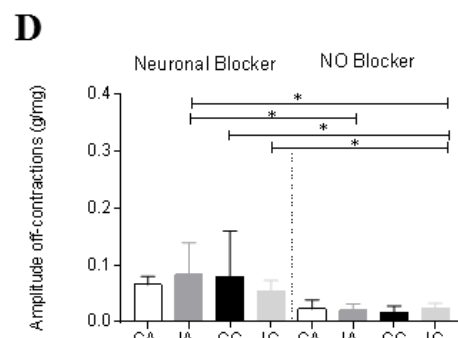 D
Neuronal Blocker
NO Blocker
Amplitude off-contractions (g/mg)
0.4
*
*
*
0.3
*
0.2
0.1
0.0